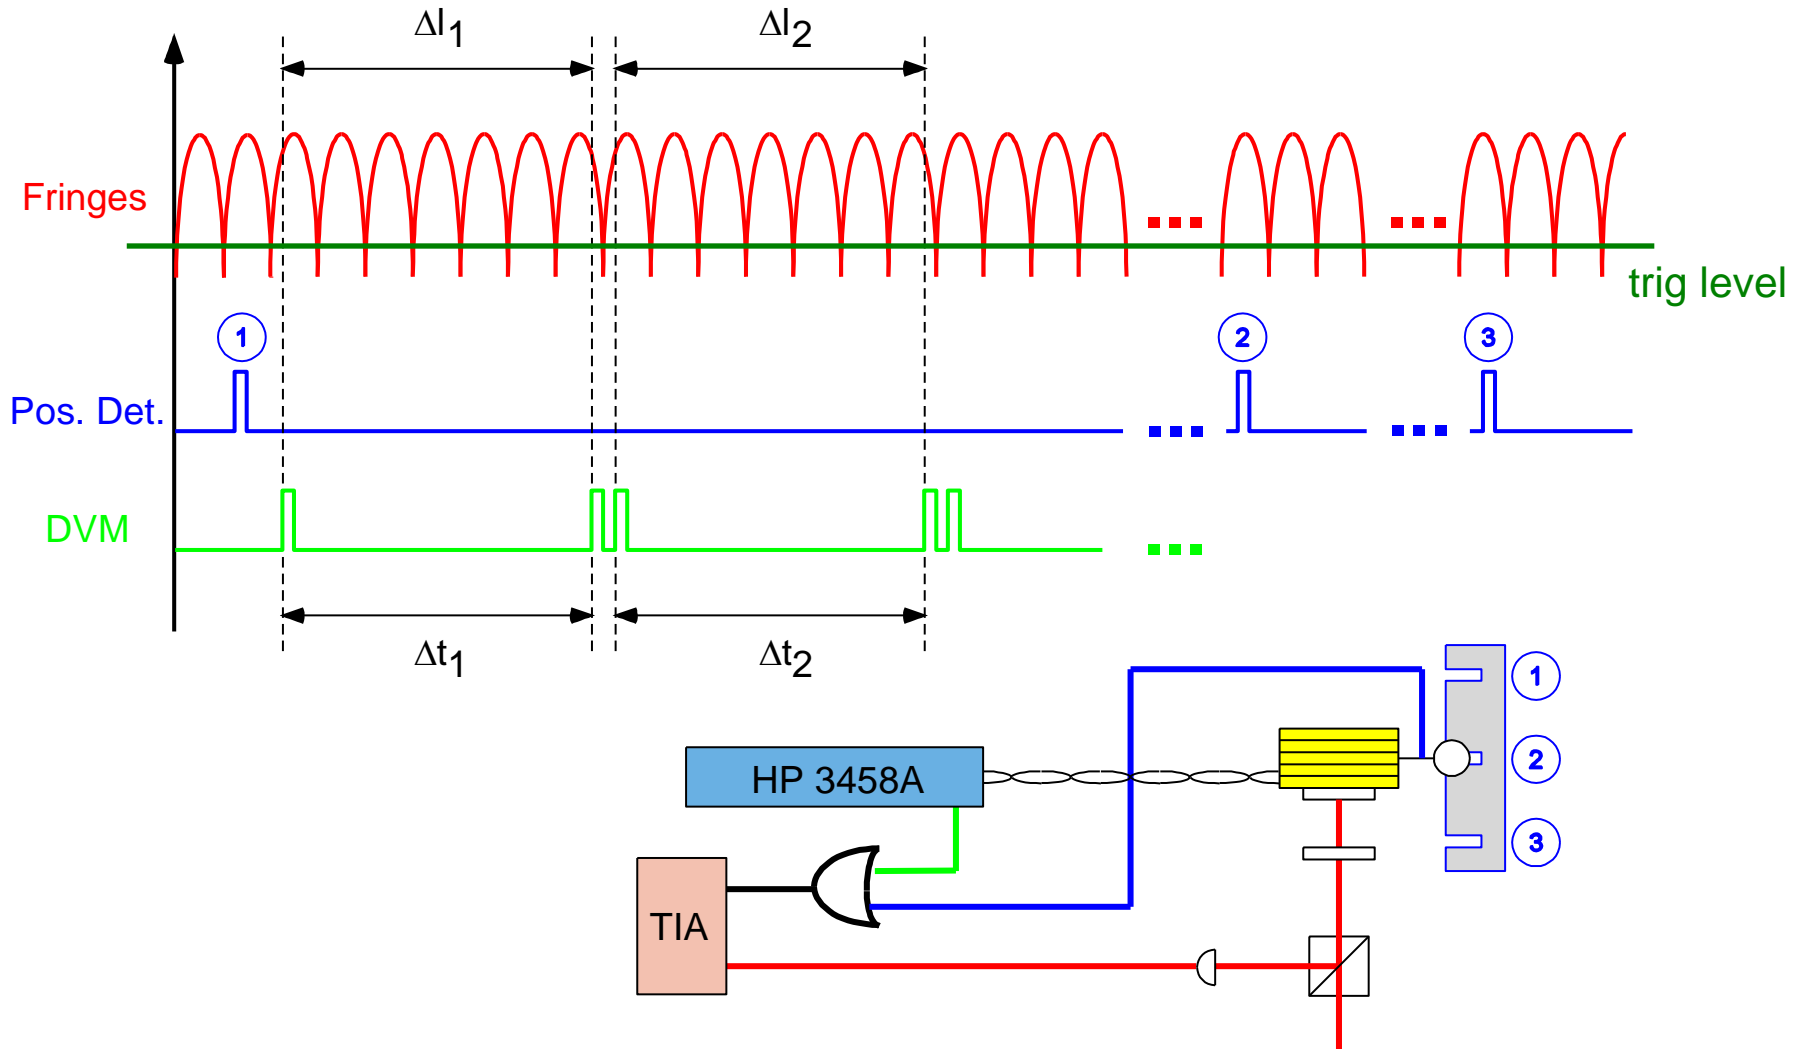 Δl1
Δl2
Fringes
trig level
1
2
3
Pos. Det.
DVM
Δt1
Δt2
1
HP 3458A
2
3
TIA